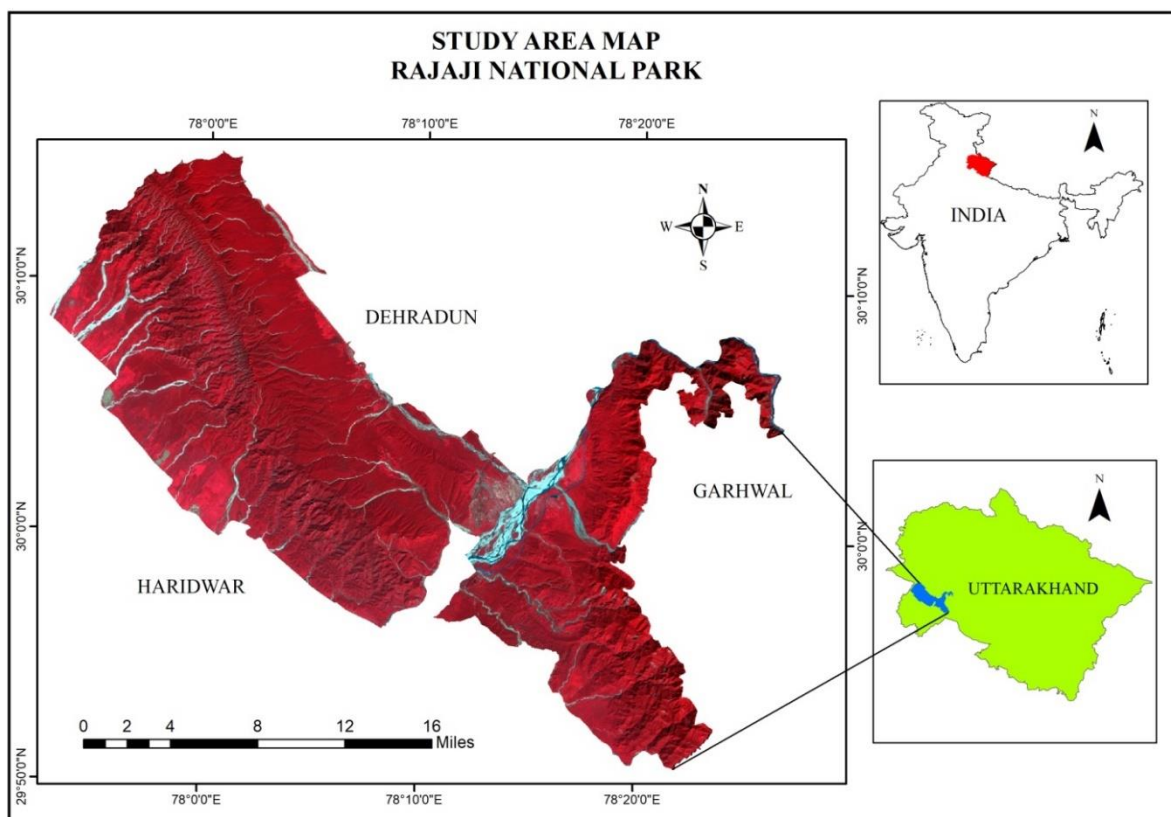 STUDY AREA MAP
RAJAJI NATIONAL PARK
78°0'0"E
78°10'0"E
78°20'0"E
30°10'0"N
30°0'0"N
29°50'0"N
N
W
E
S
DEHRADUN
GARHWAL
HARIDWAR
0 2 4 8 12 16
Miles
30°10'0"N
30°0'0"N
78°0'0"E
78°10'0"E
78°20'0"E
N
INDIA
N
UTTARAKHAND